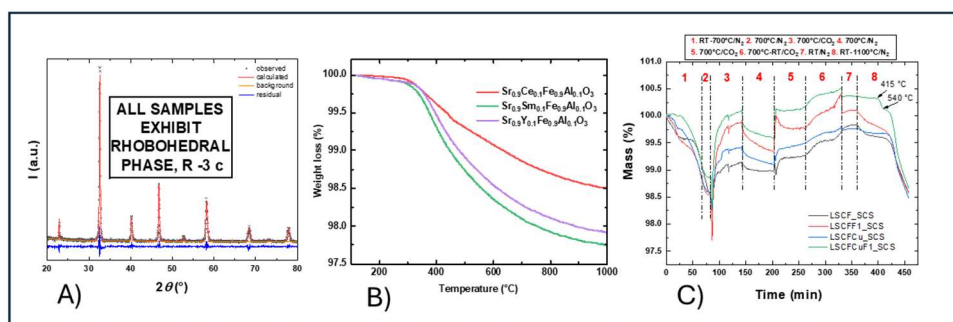 observed
calculated
background
residual
ALL SAMPLES
EXHIBIT
RHOBOHEDRAL
PHASE, R -3 c
I (a.u.)
20 30 40 50 60 70 80
2θ(°)
A)
100.0
99.5
99.0
98.5
98.0
97.5
Weight loss (%)
Sr₀.₉Ce₀.₁Fe₀.₉Al₀.₁O₃
Sr₀.₉Sm₀.₁Fe₀.₉Al₀.₁O₃
Sr₀.₉Y₀.₁Fe₀.₉Al₀.₁O₃
200 400 600 800 1000
Temperature (°C)
B)
1. RT-700°C/N₂ 2. 700°C/N₂ 3. 700°C/CO₂ 4. 700°C/N₂
5. 700°C/CO₂ 6. 700°C-RT/CO₂ 7. RT/N₂ 8. RT-1100°C/N₂
101.0
100.5
100.0
99.5
99.0
98.5
98.0
97.5
Mass (%)
1 2 3 4 5 6 7 8
415 °C
540 °C
LSCF_SCS
LSCFF1_SCS
LSCFCu_SCS
LSCFCuF1_SCS
0 50 100 150 200 250 300 350 400 450 500
Time (min)
C)